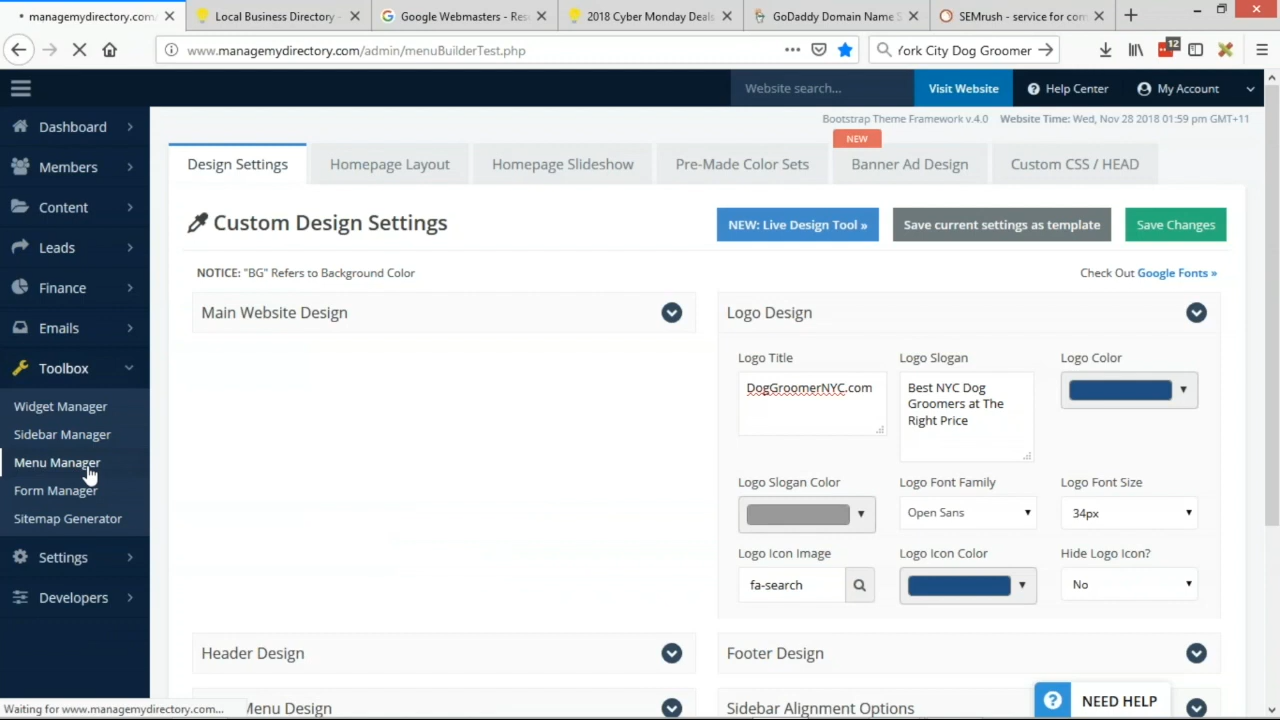 managemydirectory.com
Local Business Directory -
Google Webmasters - Res
2018 Cyber Monday Deals
GoDaddy Domain Name S
SEMrush - service for com
www.managemydirectory.com/admin/menuBuilderTest.php
York City Dog Groomer
12
Website search...
Visit Website
Help Center
My Account
Bootstrap Theme Framework v.4.0
Website Time: Wed, Nov 28 2018 01:59 pm GMT+11
Dashboard
Members
Content
Leads
Finance
Emails
Toolbox
Widget Manager
Sidebar Manager
Menu Manager
Form Manager
Sitemap Generator
Settings
Developers
Design Settings
Homepage Layout
Homepage Slideshow
Pre-Made Color Sets
NEW
Banner Ad Design
Custom CSS / HEAD
Custom Design Settings
NEW: Live Design Tool »
Save current settings as template
Save Changes
NOTICE: "BG" Refers to Background Color
Check Out Google Fonts »
Main Website Design
Logo Design
Logo Title
Logo Slogan
Logo Color
DogGroomerNYC.com
Best NYC Dog
Groomers at The
Right Price
Logo Slogan Color
Logo Font Family
Logo Font Size
Open Sans
34px
Logo Icon Image
Logo Icon Color
Hide Logo Icon?
fa-search
No
Header Design
Footer Design
Menu Design
Sidebar Alignment Options
NEED HELP
Waiting for www.managemydirectory.com...